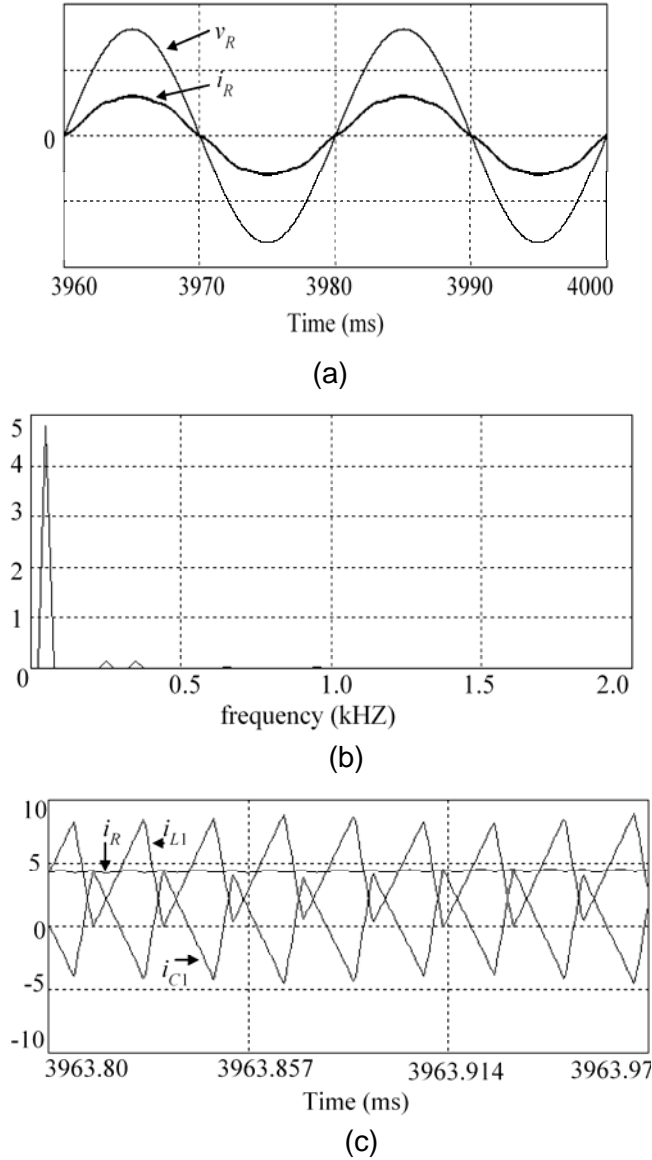 v_R
i_R
0
3960 3970 3980 3990 4000
Time (ms)
(a)
5
4
3
2
1
0
0.5 1.0 1.5 2.0
frequency (kHZ)
(b)
10
i_R i_L1
5
0
i_C1
-5
-10
3963.80 3963.857 3963.914 3963.97
Time (ms)
(c)